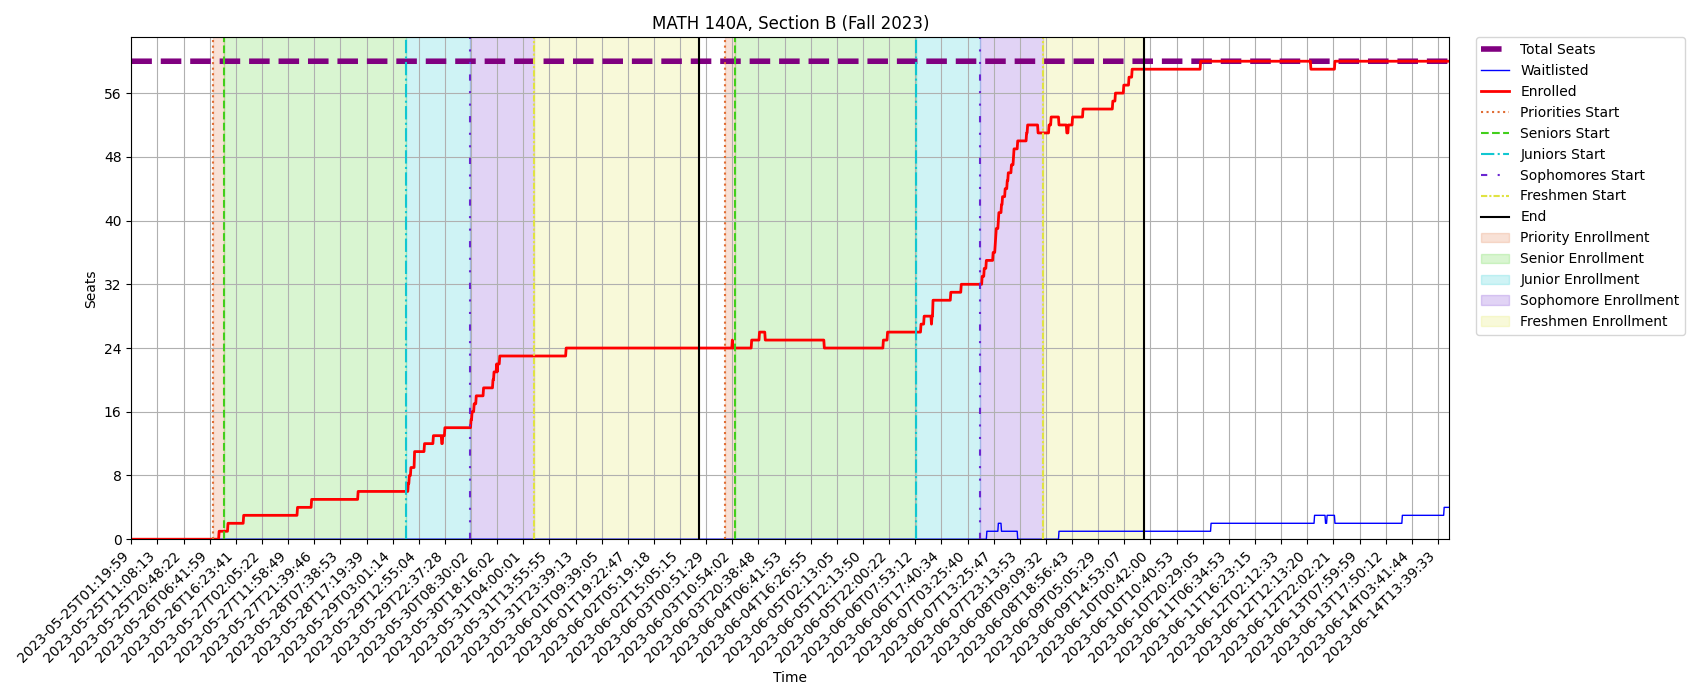 MATH 140A, Section B (Fall 2023)
Seats
56
48
40
32
24
16
8
0
2023-05-25T01:19:59
2023-05-25T11:08:13
2023-05-25T20:48:22
2023-05-26T06:41:59
2023-05-26T16:23:41
2023-05-27T02:05:22
2023-05-27T11:58:49
2023-05-27T21:39:46
2023-05-28T07:38:53
2023-05-28T17:19:39
2023-05-29T03:01:14
2023-05-29T12:55:04
2023-05-29T22:37:28
2023-05-30T08:30:02
2023-05-30T18:16:02
2023-05-31T04:00:01
2023-05-31T13:55:55
2023-05-31T23:39:13
2023-06-01T09:39:05
2023-06-01T19:22:47
2023-06-02T05:19:18
2023-06-02T15:05:15
2023-06-03T00:51:29
2023-06-03T10:54:02
2023-06-03T20:38:48
2023-06-04T06:41:53
2023-06-04T16:26:55
2023-06-05T02:13:05
2023-06-05T12:13:50
2023-06-05T22:00:22
2023-06-06T07:53:12
2023-06-06T17:40:34
2023-06-07T03:25:40
2023-06-07T13:25:47
2023-06-07T23:13:53
2023-06-08T09:09:32
2023-06-08T18:56:43
2023-06-09T05:05:29
2023-06-09T14:53:07
2023-06-10T00:42:00
2023-06-10T10:40:53
2023-06-10T20:29:05
2023-06-11T06:34:53
2023-06-11T16:23:15
2023-06-12T02:12:33
2023-06-12T12:13:20
2023-06-12T22:02:21
2023-06-13T07:59:59
2023-06-13T17:50:12
2023-06-14T03:41:44
2023-06-14T13:39:33
Time
Total Seats
Waitlisted
Enrolled
Priorities Start
Seniors Start
Juniors Start
Sophomores Start
Freshmen Start
End
Priority Enrollment
Senior Enrollment
Junior Enrollment
Sophomore Enrollment
Freshmen Enrollment